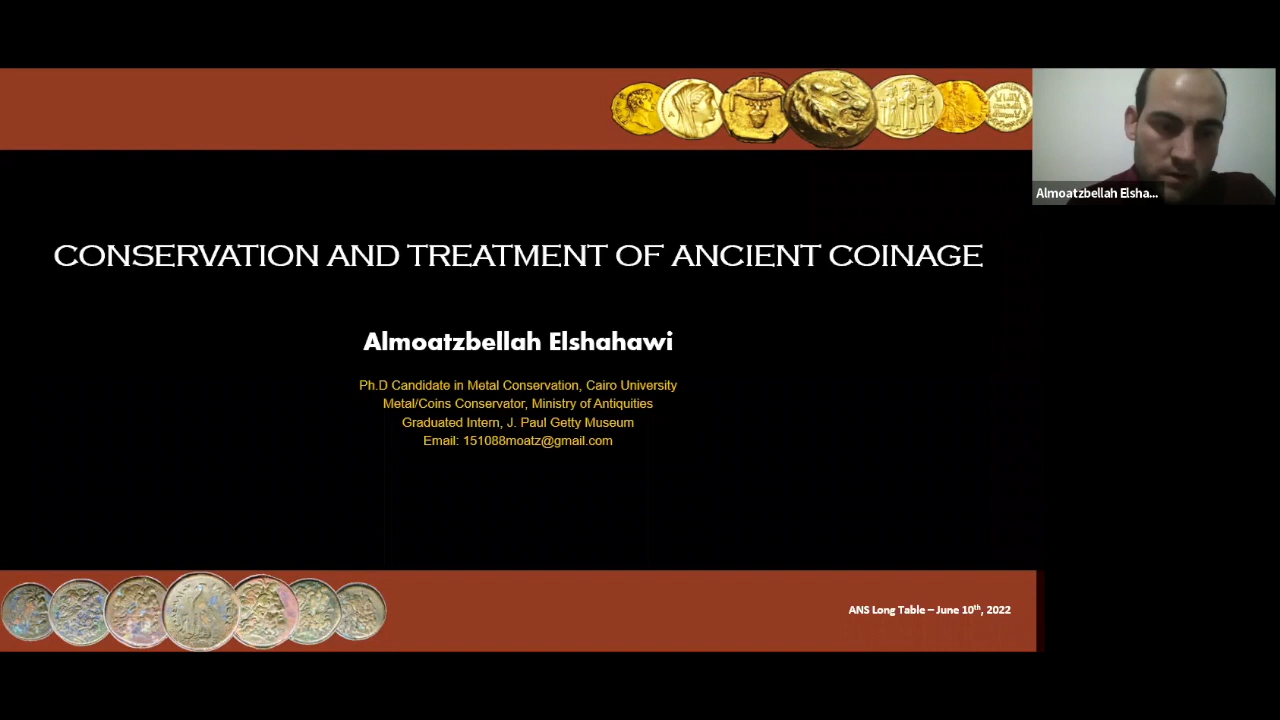 Almoatzbellah Elsha...
CONSERVATION AND TREATMENT OF ANCIENT COINAGE
Almoatzbellah Elshahawi
Ph.D Candidate in Metal Conservation, Cairo University
Metal/Coins Conservator, Ministry of Antiquities
Graduated Intern, J. Paul Getty Museum
Email: 151088moatz@gmail.com
ANS Long Table – June 10th, 2022